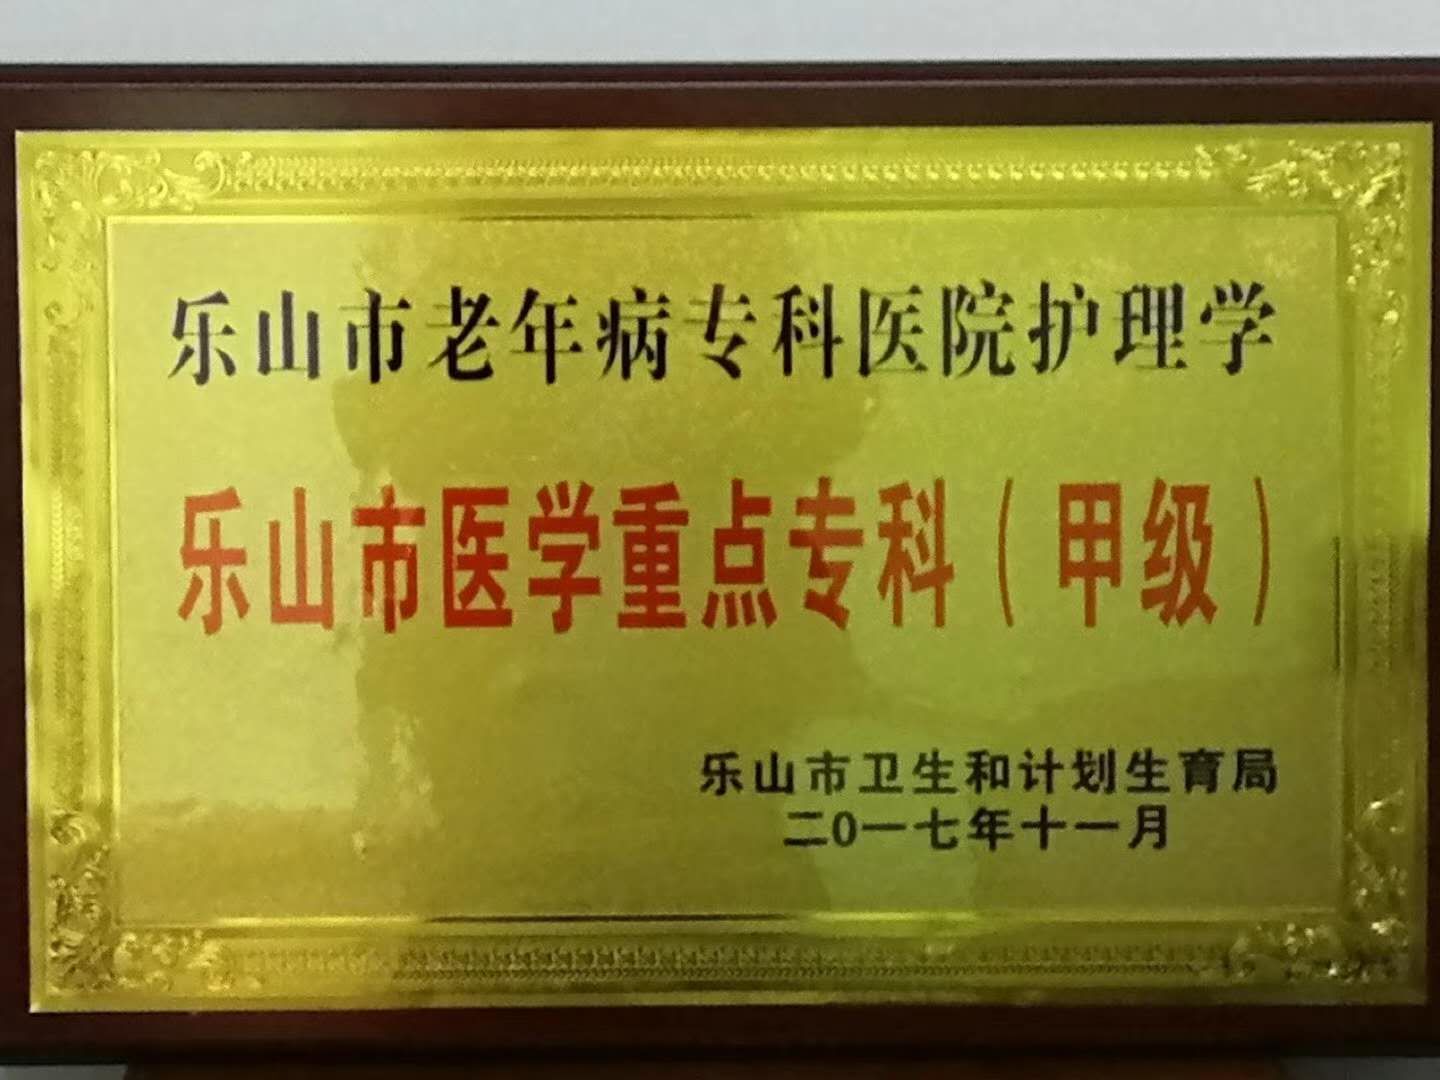 乐山市老年病专科医院护理学
乐山市医学重点专科（甲级）
乐山市卫生和计划生育局
二0一七年十一月